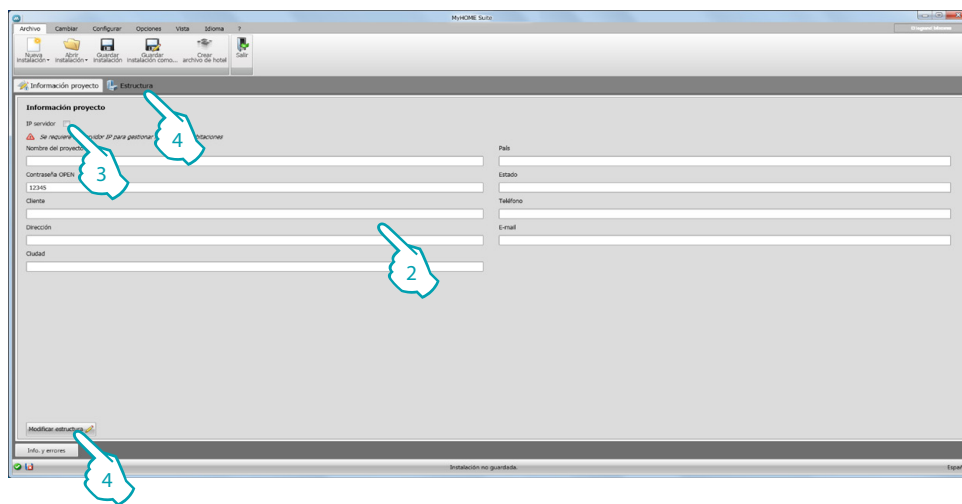 MyHOME Suite
Archivo Cambiar Configurar Opciones Vista Idioma ?
Nueva instalación
Abrir instalación
Guardar instalación
Guardar instalación como...
Crear archivo de hotel
Salir
Información proyecto Estructura
Información proyecto
IP servidor
Se requiere vidor IP para gestionar bitaciones
Nombre del proyecto País
Contraseña OPEN Estado
12345
Cliente Teléfono
Dirección E-mail
Ciudad
4
3
2
Modificar estructura
Info. y errores
Instalación no guardada. Españ
4